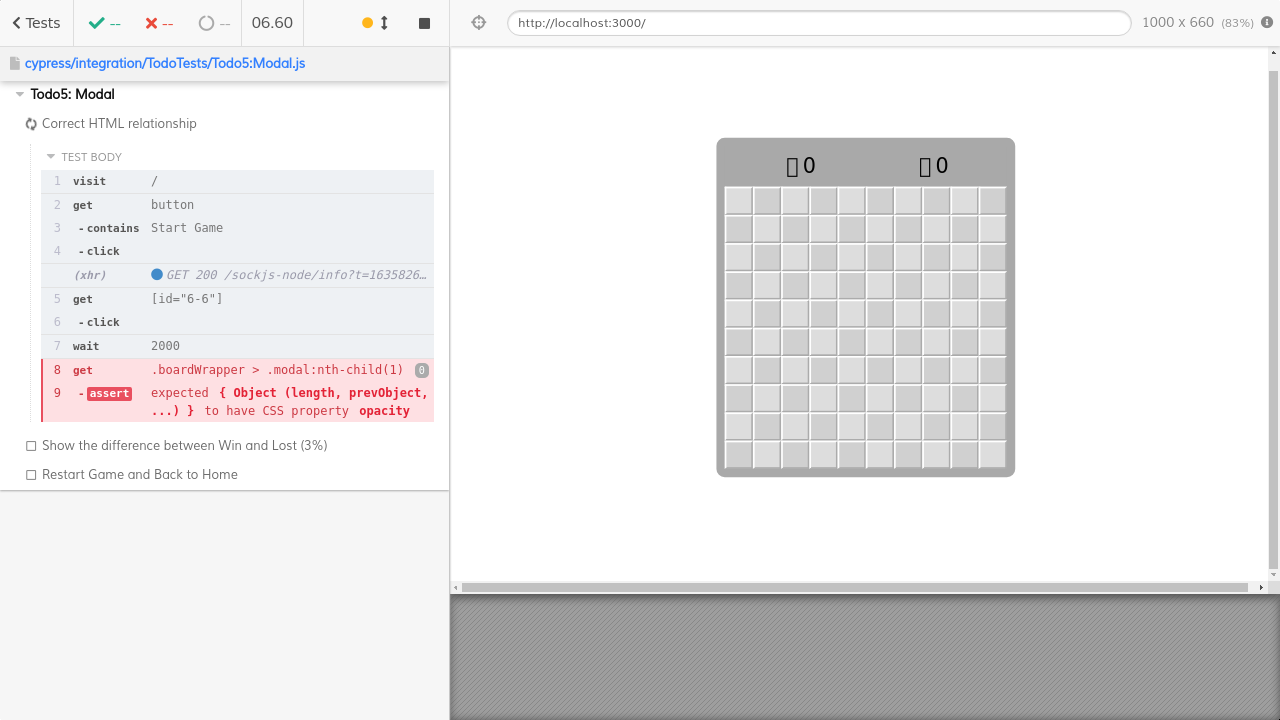 Tests
--
--
--
06.60
http://localhost:3000/
1000 x 660 (83%)
cypress/integration/TodoTests/Todo5:Modal.js
Todo5: Modal
Correct HTML relationship
TEST BODY
1 visit /
2 get button
3 -contains Start Game
4 -click
(xhr) GET 200 /sockjs-node/info?t=1635826…
5 get [id="6-6"]
6 -click
7 wait 2000
8 get .boardWrapper > .modal:nth-child(1) 0
9 -assert expected { Object (length, prevObject,
...) } to have CSS property opacity
Show the difference between Win and Lost (3%)
Restart Game and Back to Home
0 0